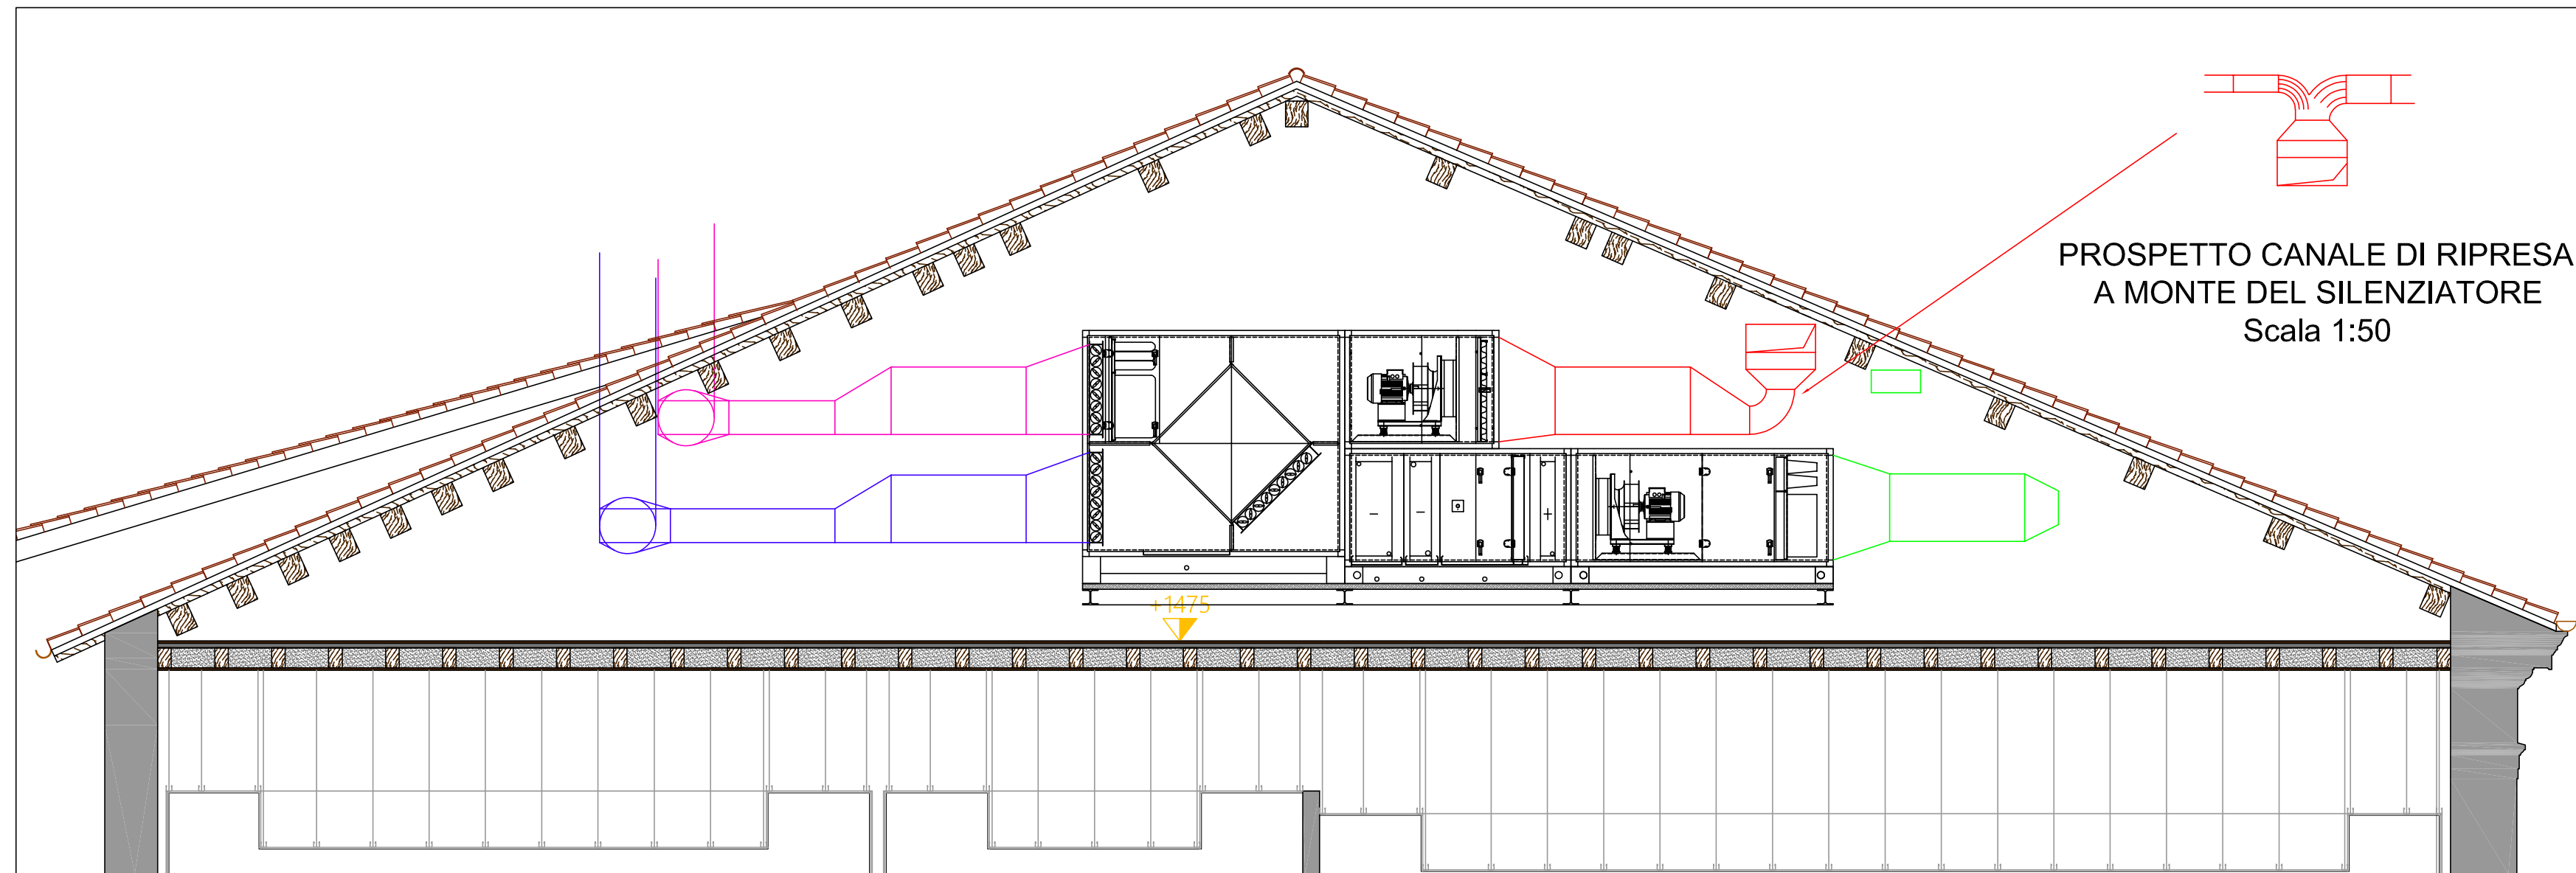 PROSPETTO CANALE DI RIPRESA
A MONTE DEL SILENZIATORE
Scala 1:50
+1475